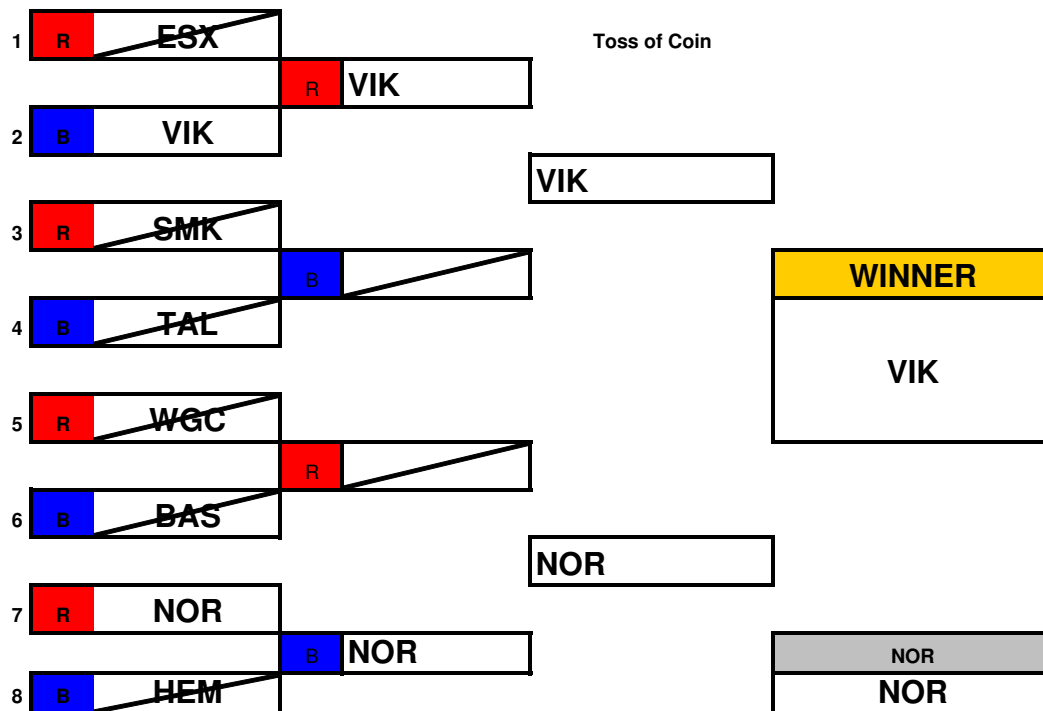 1 R ESX
Toss of Coin
R VIK
2 B VIK
VIK
3 R SMK
B
WINNER
4 B TAL
VIK
5 R WGC
R
6 B BAS
NOR
7 R NOR
B NOR
NOR
8 B HEM
NOR